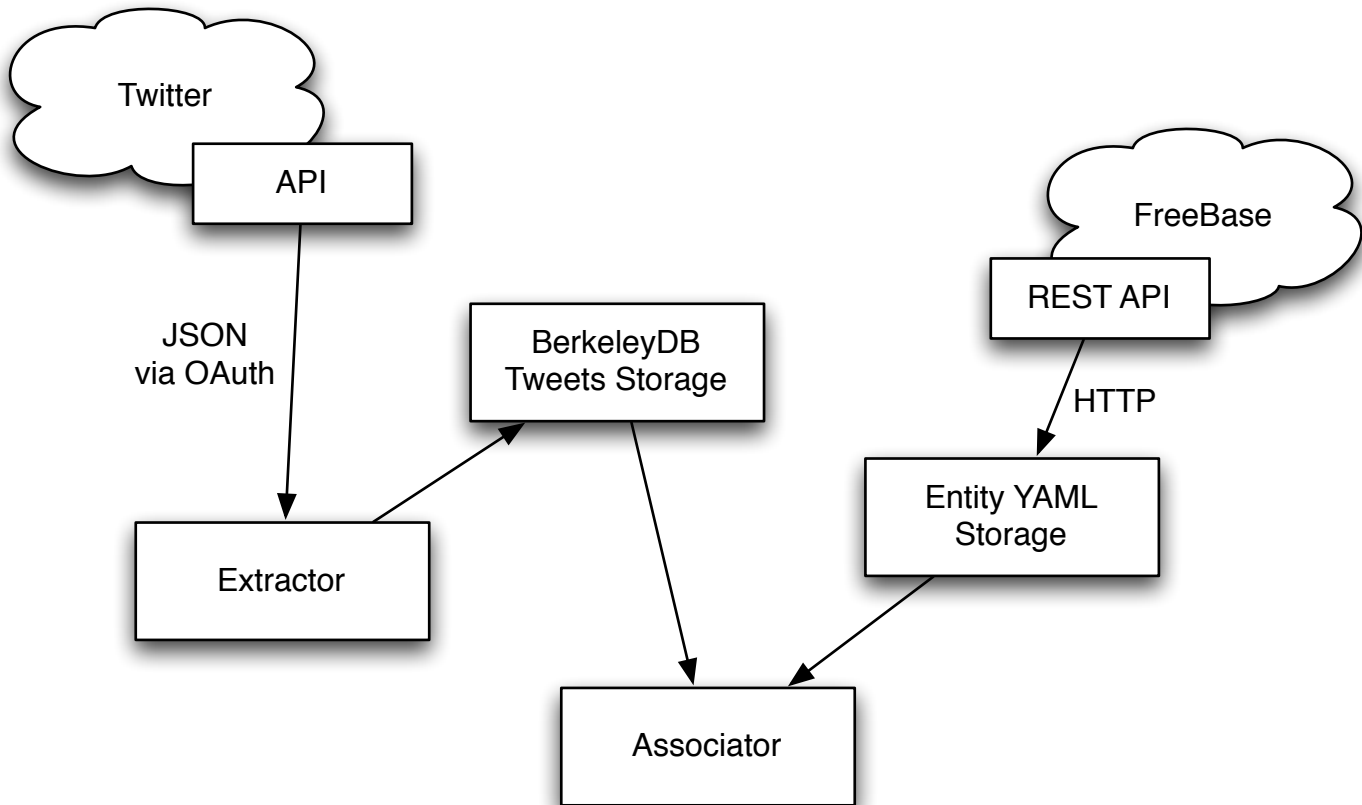 Twitter
API
FreeBase
REST API
JSON
via OAuth
BerkeleyDB
Tweets Storage
HTTP
Entity YAML
Storage
Extractor
Associator